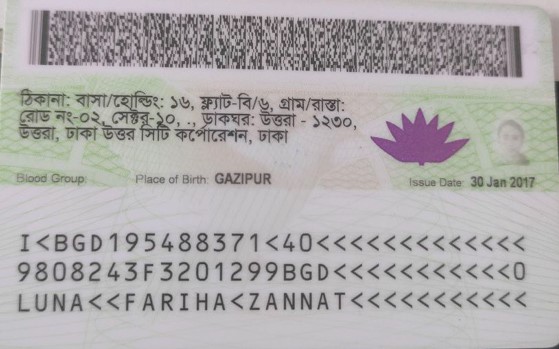 ঠিকানা: বাসা/হোল্ডিং: ১৬, ফ্ল্যাট-বি/৬, গ্রাম/রাস্তা:
রোড নং-০২, সেক্টর-১০, ., ডাকঘর: উত্তরা - ১২৩০,
উত্তরা, ঢাকা উত্তর সিটি কর্পোরেশন, ঢাকা
Blood Group: Place of Birth: GAZIPUR Issue Date: 30 Jan 2017
I<BGD195488371<40<<<<<<<<<<<<<
9808243F3201299BGD<<<<<<<<<<<0
LUNA<<FARIHA<ZANNAT<<<<<<<<<<<